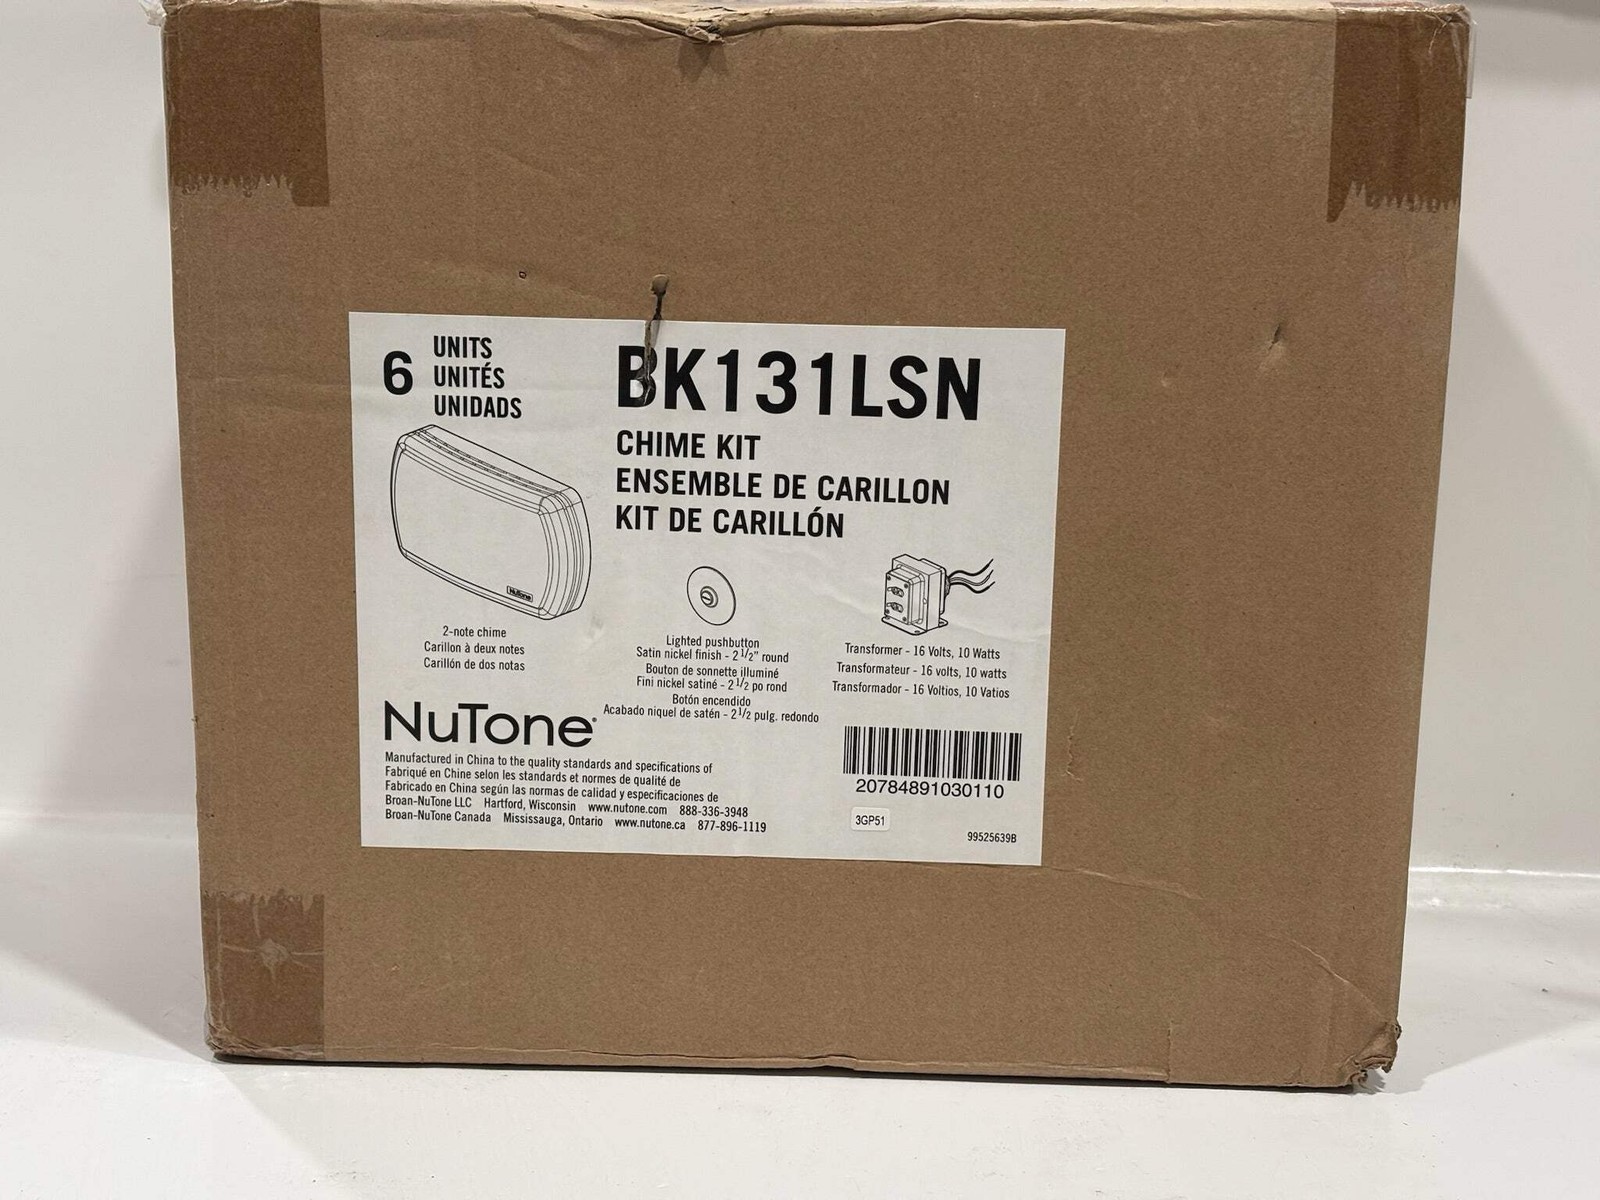 6 UNITS
UNITÉS
UNIDADS
BK131LSN
CHIME KIT
ENSEMBLE DE CARILLON
KIT DE CARILLÓN
NuTone
2-note chime
Carillon à deux notes
Carillón de dos notas
Lighted pushbutton
Satin nickel finish - 2 1/2" round
Bouton de sonnette illuminé
Fini nickel satiné - 2 1/2 po rond
Botón encendido
Acabado niquel de satén - 2 1/2 pulg. redondo
Transformer - 16 Volts, 10 Watts
Transformateur - 16 volts, 10 watts
Transformador - 16 Voltios, 10 Vatios
NuTone®
Manufactured in China to the quality standards and specifications of
Fabriqué en Chine selon les standards et normes de qualité de
Fabricado en China según las normas de calidad y especificaciones de
Broan-NuTone LLC Hartford, Wisconsin www.nutone.com 888-336-3948
Broan-NuTone Canada Mississauga, Ontario www.nutone.ca 877-896-1119
20784891030110
3GP51
99525639B